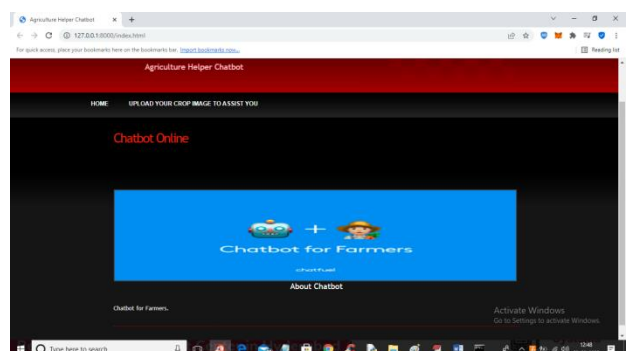 Agriculture Helper Chatbot
127.0.0.1:8000/index.html
For quick access, place your bookmarks here on the bookmarks bar. Import bookmarks now...
Reading list
Agriculture Helper Chatbot
HOME UPLOAD YOUR CROP IMAGE TO ASSIST YOU
Chatbot Online
+
Chatbot for Farmers
chatfuel
About Chatbot
Chatbot for Farmers.
Activate Windows
Go to Settings to activate Windows.
Type here to search
12:48